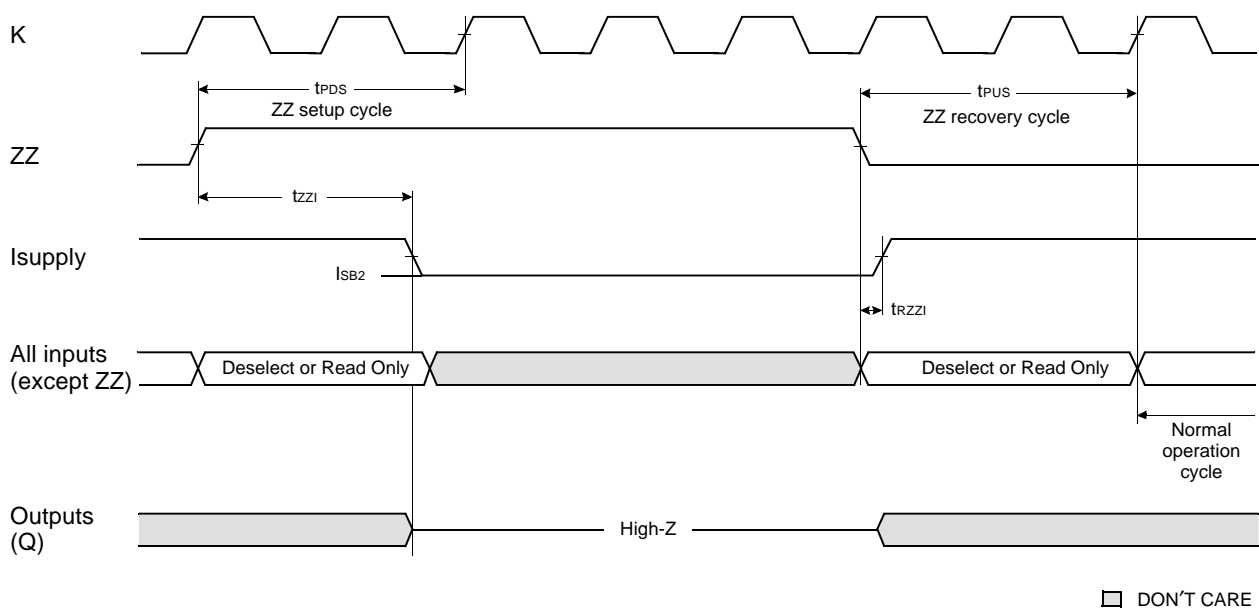 K
tPDS
ZZ setup cycle
tPUS
ZZ recovery cycle
ZZ
tZZI
Isupply
ISB2
tRZZI
All inputs
(except ZZ)
Deselect or Read Only
Deselect or Read Only
Normal
operation
cycle
Outputs
(Q)
High-Z
DON′T CARE